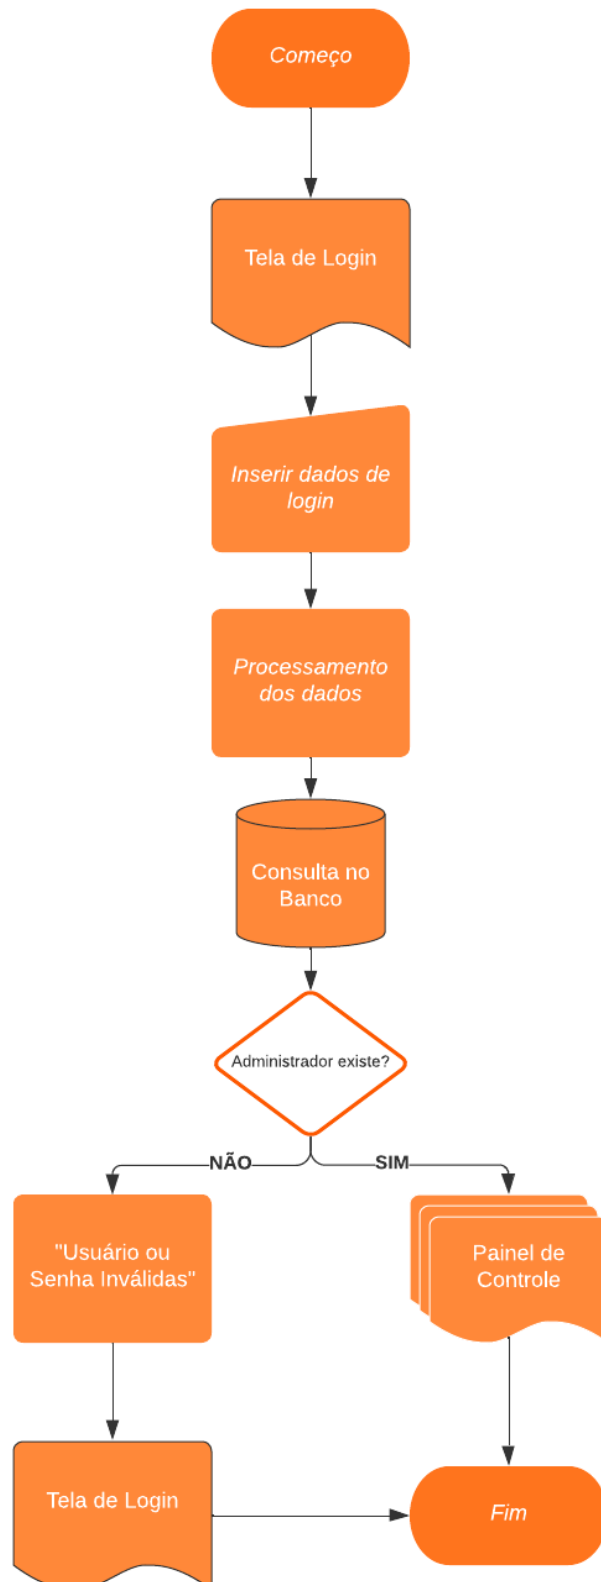 Começo
Tela de Login
Inserir dados de
login
Processamento
dos dados
Consulta no
Banco
Administrador existe?
NÃO
SIM
"Usuário ou
Senha Inválidas"
Painel de
Controle
Tela de Login
Fim